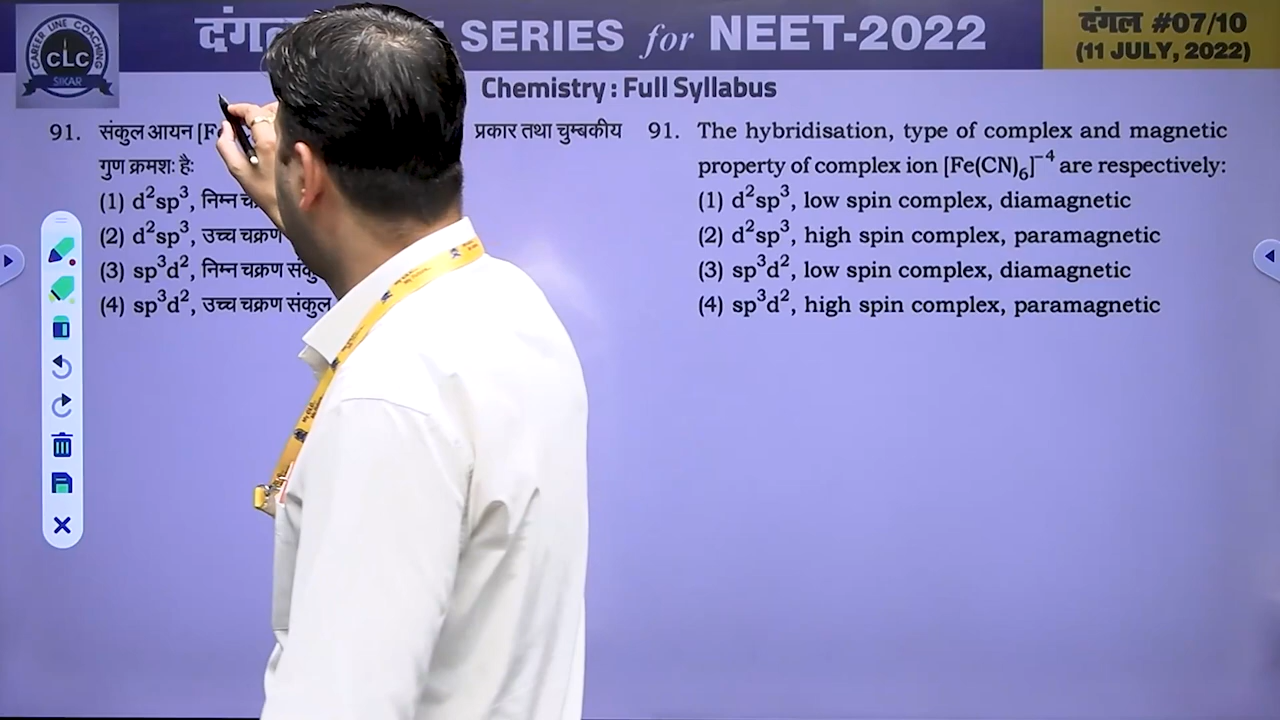 CAREER LINE COACHING
CLC
SIKAR
SERIES for NEET-2022
दंगल #07/10
(11 JULY, 2022)
Chemistry : Full Syllabus
91. संकुल आयन [Fe प्रकार तथा चुम्बकीय
गुण क्रमशः हैः
(1) d²sp³, निम्न
(2) d²sp³, उच्च चक्रण
(3) sp³d², निम्न चक्रण
(4) sp³d², उच्च चक्रण संकुल
91. The hybridisation, type of complex and magnetic
property of complex ion [Fe(CN)₆]⁻⁴ are respectively:
(1) d²sp³, low spin complex, diamagnetic
(2) d²sp³, high spin complex, paramagnetic
(3) sp³d², low spin complex, diamagnetic
(4) sp³d², high spin complex, paramagnetic